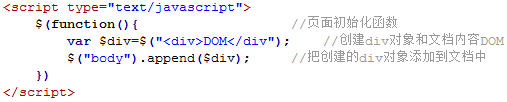 <script type="text/javascript">
$(function(){ //页面初始化函数
var $div=$("<div>DOM</div"); //创建div对象和文档内容DOM
$("body").append($div); //把创建的div对象添加到文档中
})
</script>